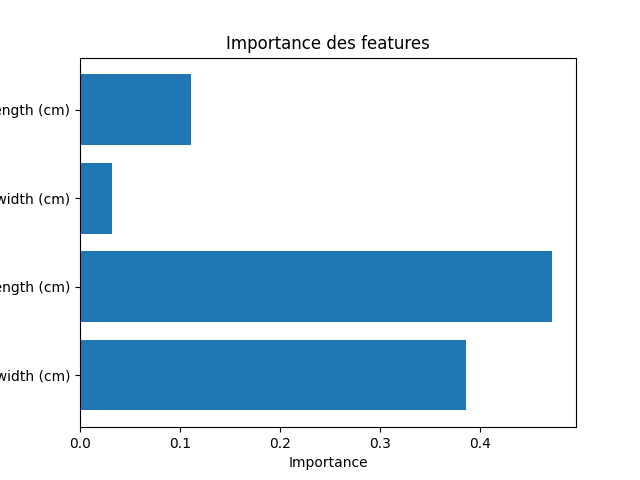 Importance des features
ength (cm)
width (cm)
ength (cm)
width (cm)
0.0 0.1 0.2 0.3 0.4
Importance